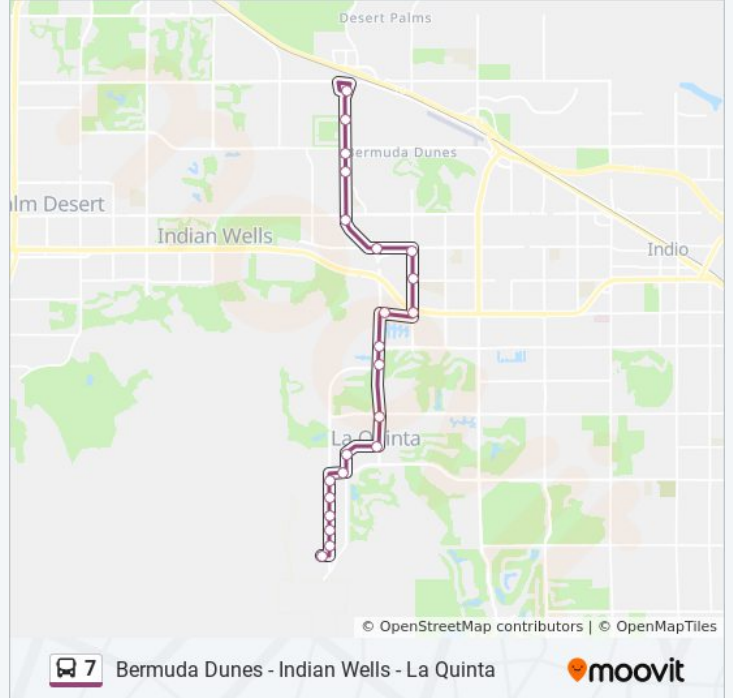 Desert Palms
ermuda Dunes
alm Desert
Indian Wells
Indio
La Quinta
© OpenStreetMap contributors | © OpenMapTiles
7 Bermuda Dunes - Indian Wells - La Quinta
moovit